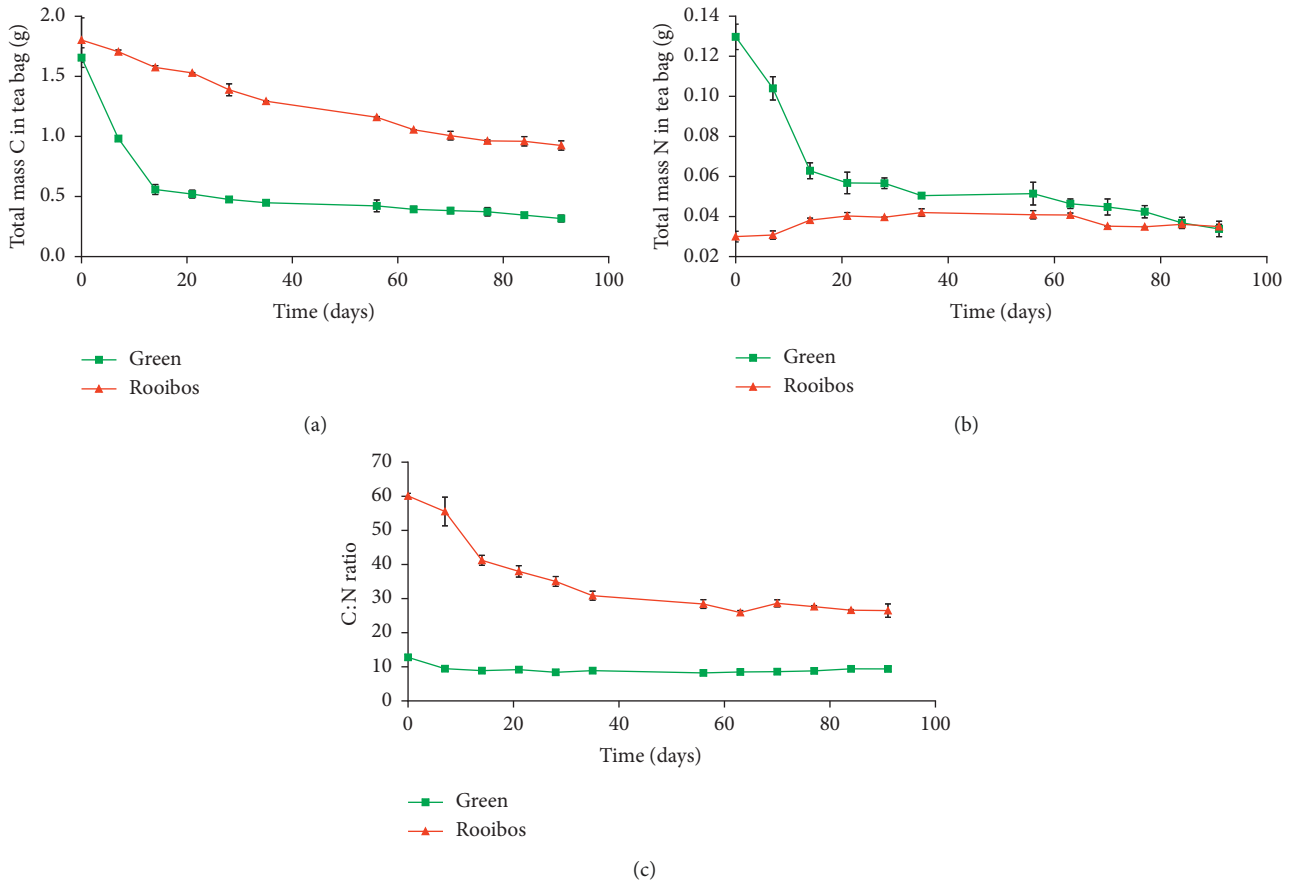 Total mass C in tea bag (g)
2.0
1.5
1.0
0.5
0.0
0 20 40 60 80 100
Time (days)
Green
Rooibos
(a)
Total mass N in tea bag (g)
0.14
0.12
0.10
0.08
0.06
0.04
0.02
0 20 40 60 80 100
Time (days)
Green
Rooibos
(b)
C:N ratio
70
60
50
40
30
20
10
0
0 20 40 60 80 100
Time (days)
Green
Rooibos
(c)